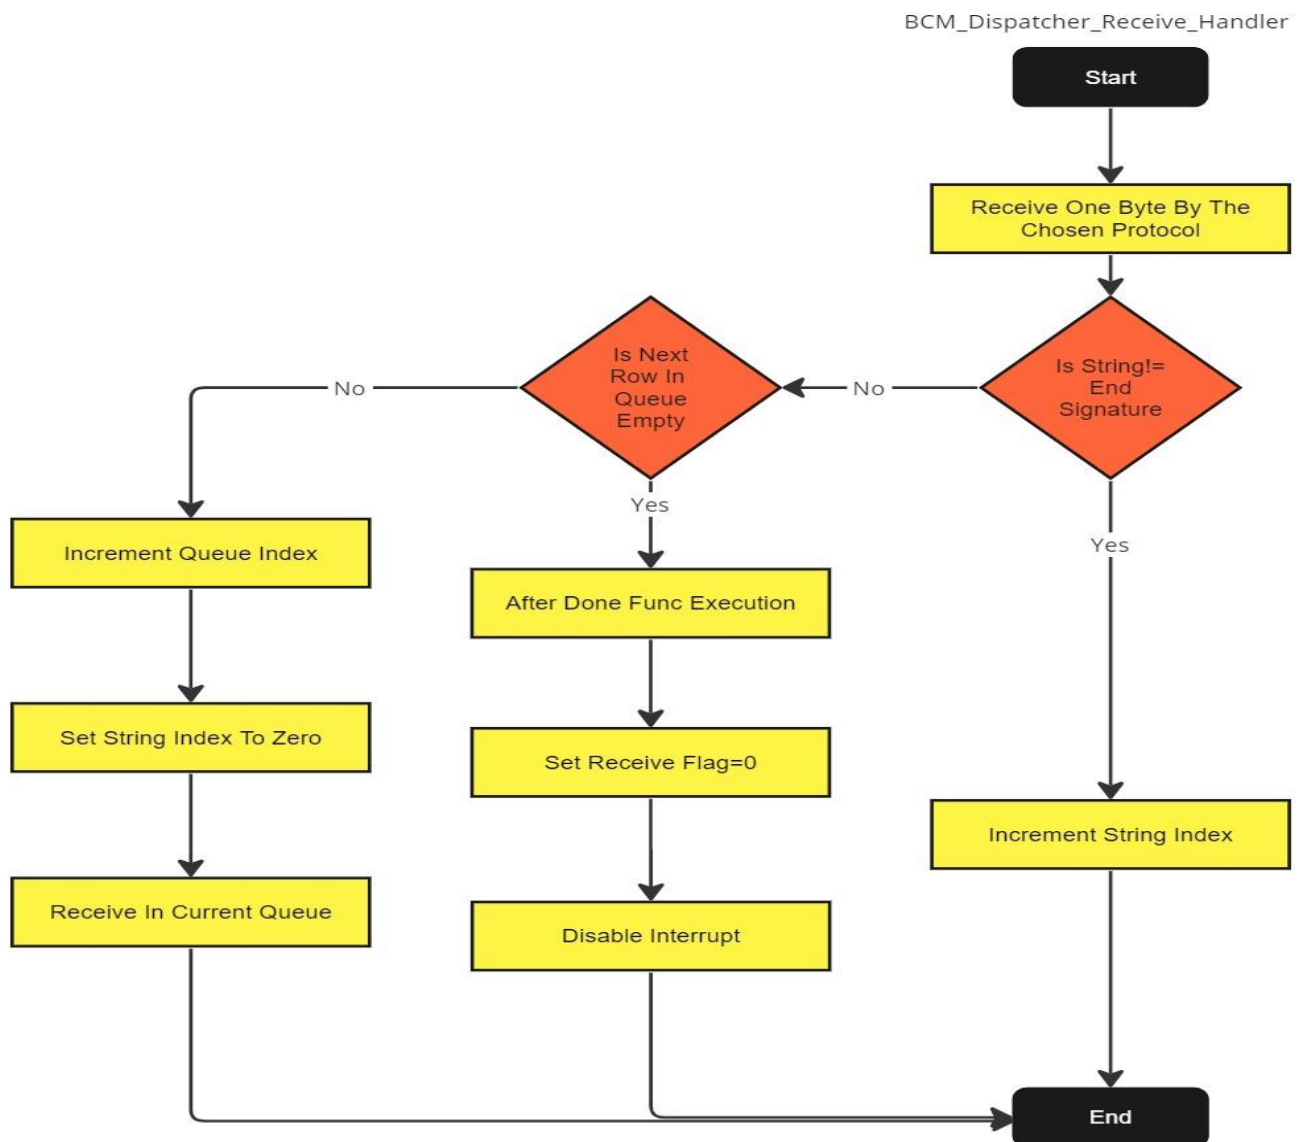 BCM_Dispatcher_Receive_Handler
Start
Receive One Byte By The
Chosen Protocol
Is String!=
End
Signature
No
Is Next
Row In
Queue
Empty
No
Yes
Yes
Increment Queue Index
After Done Func Execution
Set String Index To Zero
Set Receive Flag=0
Increment String Index
Receive In Current Queue
Disable Interrupt
End